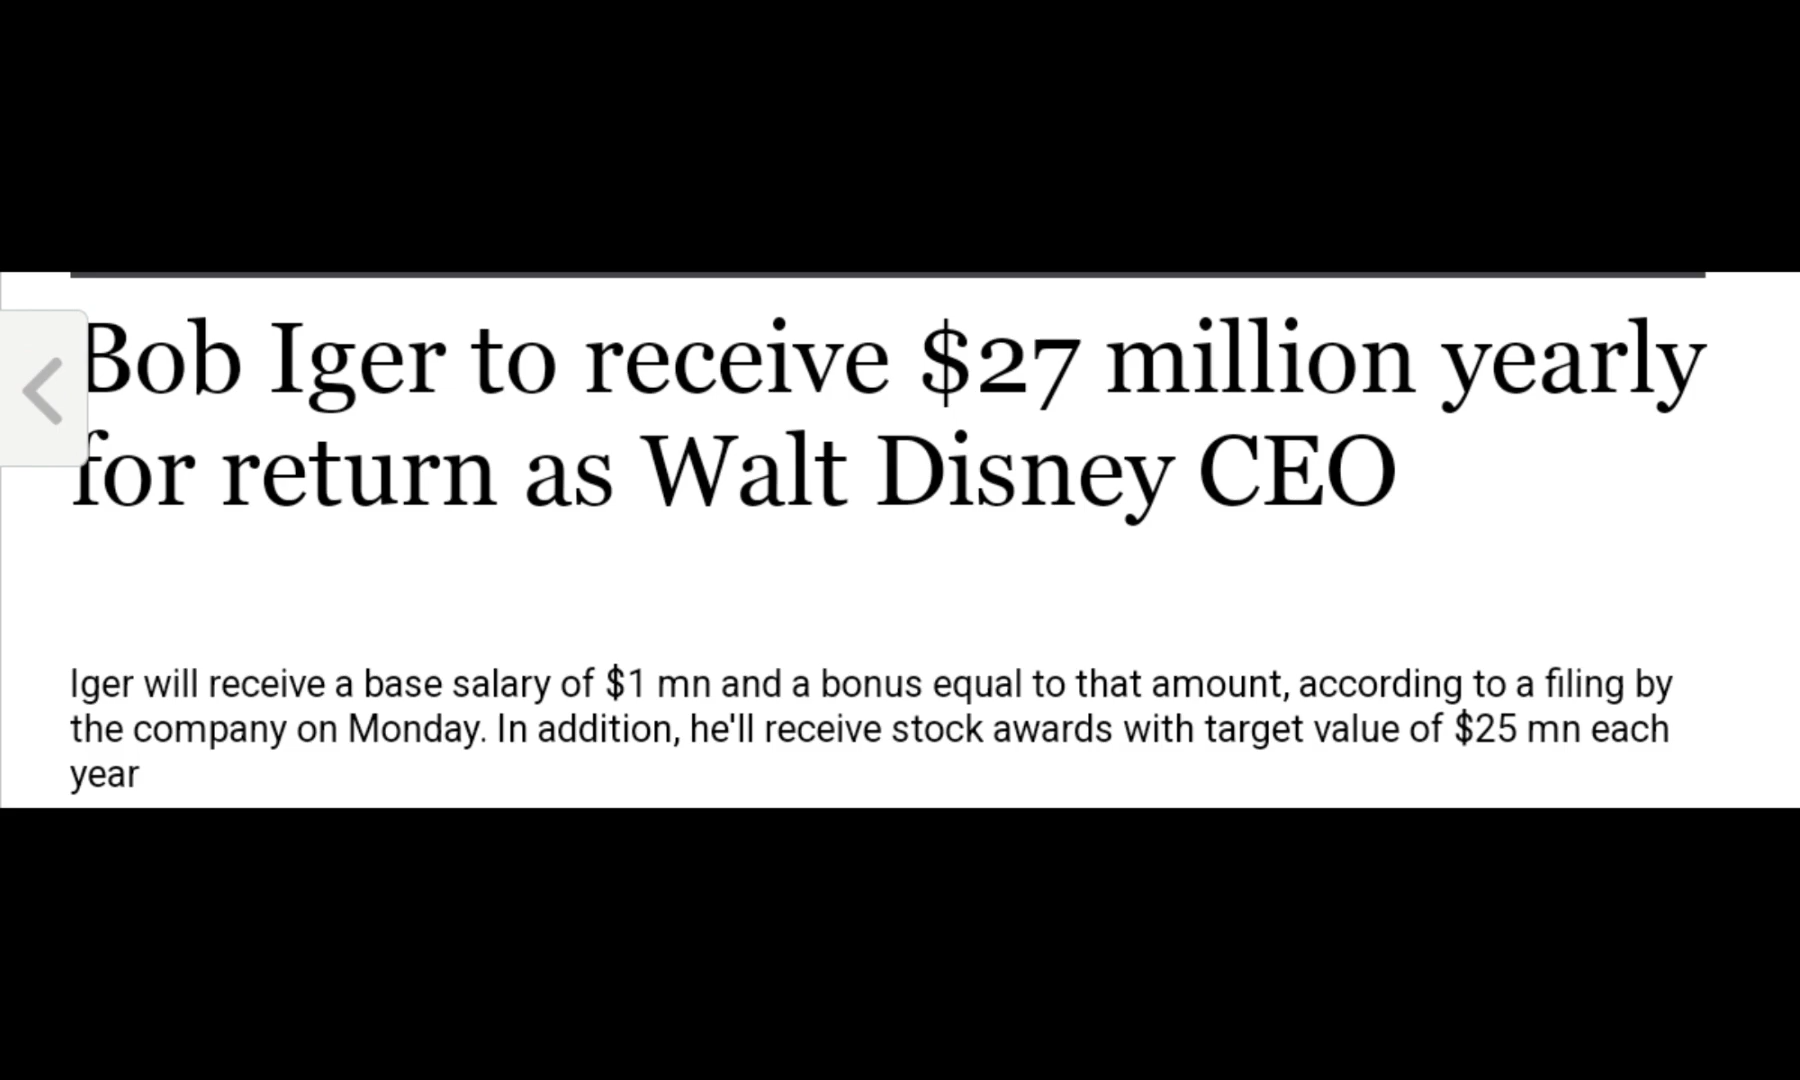 Bob Iger to receive $27 million yearly
for return as Walt Disney CEO
Iger will receive a base salary of $1 mn and a bonus equal to that amount, according to a filing by
the company on Monday. In addition, he'll receive stock awards with target value of $25 mn each
year